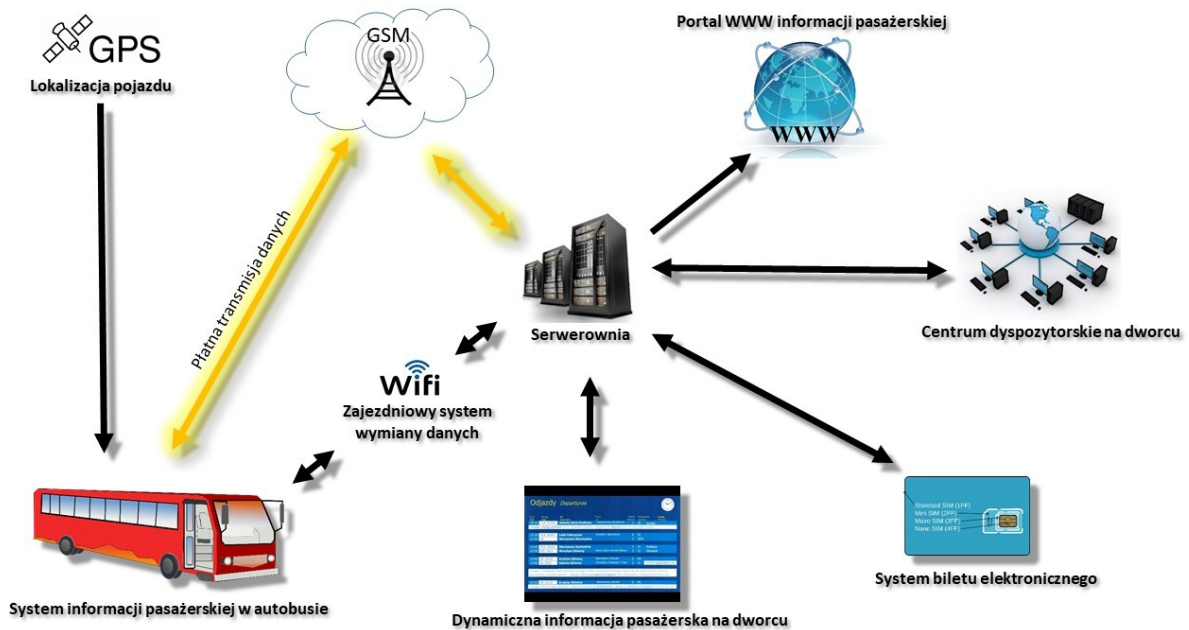 GPS
Lokalizacja pojazdu
GSM
Portal WWW informacji pasażerskiej
WWW
Płatna transmisja danych
Serwerownia
Centrum dyspozytorskie na dworcu
Wifi
Zajezdniowy system
wymiany danych
Odjazdy Departures
Standard SIM (1FF)
Mini SIM (2FF)
Micro SIM (3FF)
Nano SIM (4FF)
System biletu elektronicznego
System informacji pasażerskiej w autobusie
Dynamiczna informacja pasażerska na dworcu